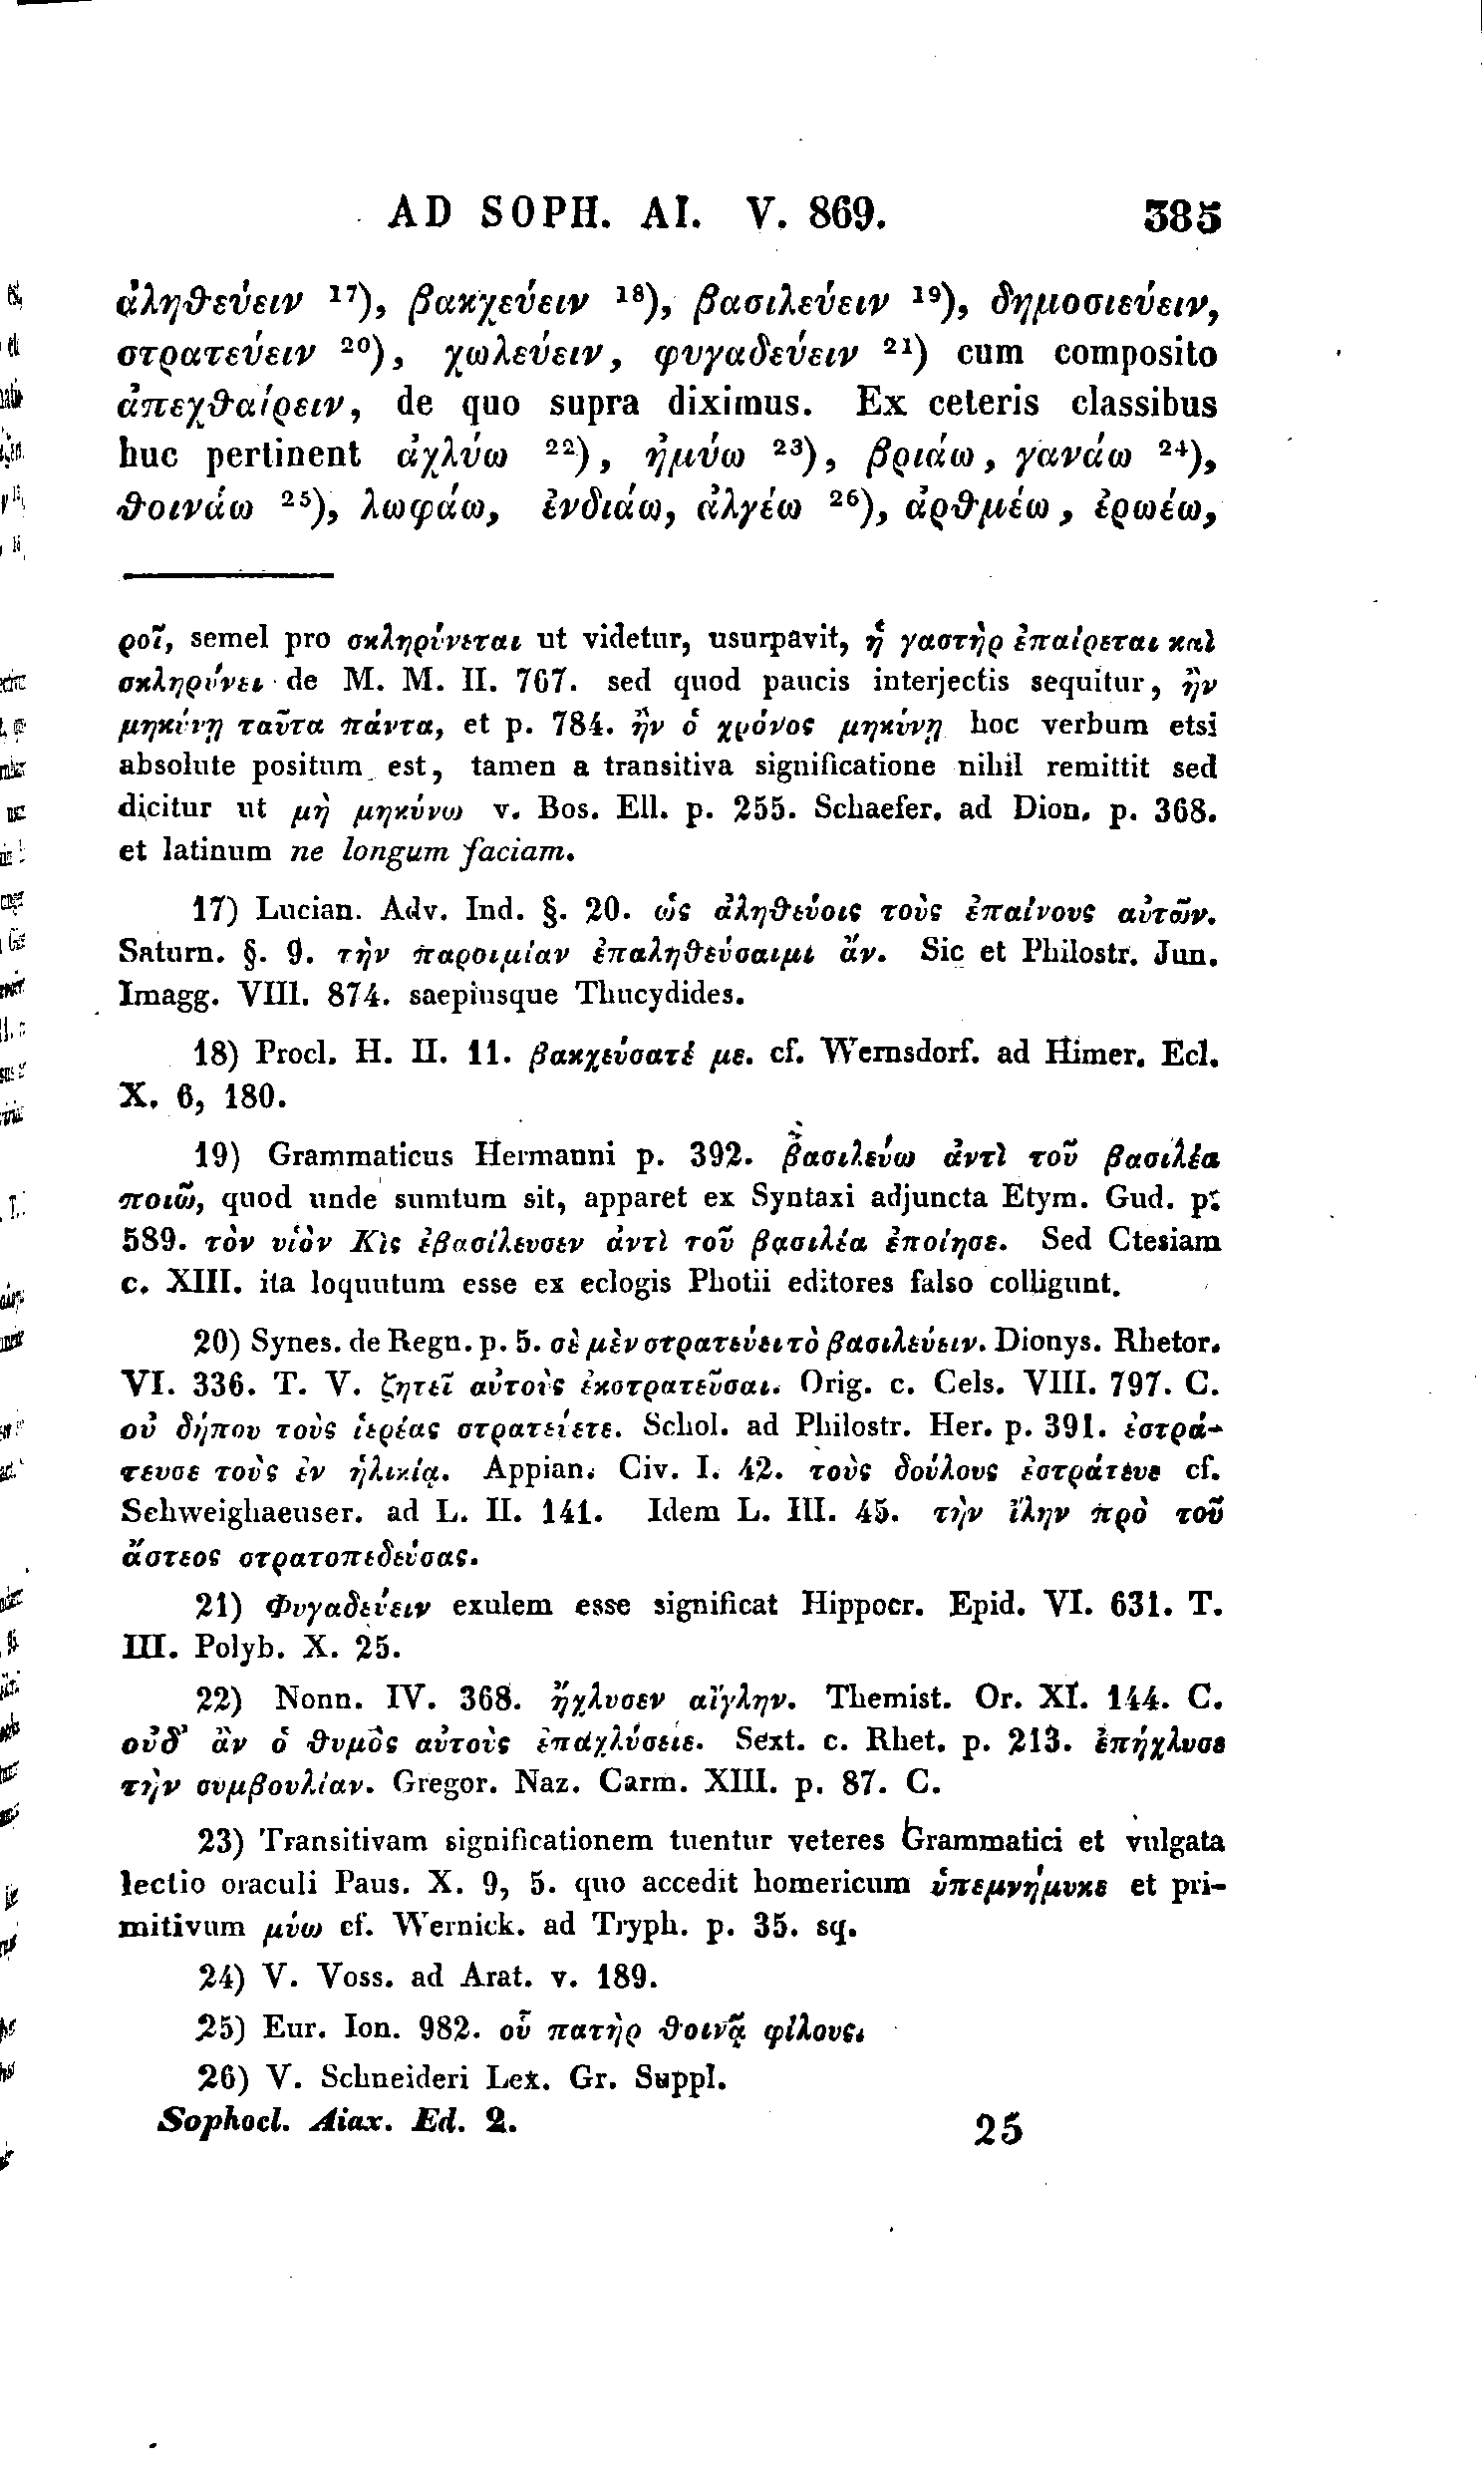 AD SOPH. AI. V. 869. 385
ἀληθεύειν ¹⁷), βακχεύειν ¹⁸), βασιλεύειν ¹⁹), δημοσιεύειν,
στρατεύειν ²⁰), χωλεύειν, φυγαδεύειν ²¹) cum composito
ἀπεχθαίρειν, de quo supra diximus. Ex ceteris classibus
huc pertinent ἀχλύω ²²), ἠμύω ²³), βριάω, γανάω ²⁴),
θοινάω ²⁵), λωφάω, ἐνδιάω, ἀλγέω ²⁶), ἀρθμέω, ἐρωέω,
ροῖ, semel pro σκληρύνεται ut videtur, usurpavit, ἡ γαστὴρ ἐπαίρεται καὶ
σκληρύνει de M. M. II. 767. sed quod paucis interjectis sequitur, ἢν
μηκύνῃ ταῦτα πάντα, et p. 784. ἢν ὁ χρόνος μηκύνῃ hoc verbum etsi
absolute positum est, tamen a transitiva significatione nihil remittit sed
dicitur ut μὴ μηκύνω v. Bos. Ell. p. 255. Schaefer. ad Dion. p. 368.
et latinum ne longum faciam.
17) Lucian. Adv. Ind. §. 20. ὡς ἀληθεύοις τοὺς ἐπαίνους αὐτῶν.
Saturn. §. 9. τὴν παροιμίαν ἐπαληθεύσαιμι ἄν. Sic et Philostr. Jun.
Imagg. VIII. 874. saepiusque Thucydides.
18) Procl. H. II. 11. βακχεύσατέ με. cf. Wernsdorf. ad Himer. Ecl.
X. 6, 180.
19) Grammaticus Hermanni p. 392. βασιλεύω ἀντὶ τοῦ βασιλέα
ποιῶ, quod unde sumtum sit, apparet ex Syntaxi adjuncta Etym. Gud. p.
589. τὸν υἱὸν Κὶς ἐβασίλευσεν ἀντὶ τοῦ βασιλέα ἐποίησε. Sed Ctesiam
c. XIII. ita loquutum esse ex eclogis Photii editores falso colligunt.
20) Synes. de Regn. p. 5. σὲ μὲν στρατεύει τὸ βασιλεύειν. Dionys. Rhetor.
VI. 336. T. V. ζητεῖ αὐτοὺς ἐκστρατεῦσαι. Orig. c. Cels. VIII. 797. C.
οὐ δήπου τοὺς ἱερέας στρατεύετε. Schol. ad Philostr. Her. p. 391. ἐστρά-
τευσε τοὺς ἐν ἡλικίᾳ. Appian. Civ. I. 42. τοὺς δούλους ἐστράτευε cf.
Schweighaeuser. ad L. II. 141. Idem L. III. 45. τὴν ἴλην πρὸ τοῦ
ἄστεος στρατοπεδεύσας.
21) Φυγαδεύειν exulem esse significat Hippocr. Epid. VI. 631. T.
III. Polyb. X. 25.
22) Nonn. IV. 368. ἤχλυσεν αἴγλην. Themist. Or. XI. 144. C.
οὐδ' ἂν ὁ θυμὸς αὐτοὺς ἐπαχλύσειε. Sext. c. Rhet. p. 213. ἐπήχλυσε
τὴν συμβουλίαν. Gregor. Naz. Carm. XIII. p. 87. C.
23) Transitivam significationem tuentur veteres Grammatici et vulgata
lectio oraculi Paus. X. 9, 5. quo accedit homericum ὑπεμνήμυκε et pri-
mitivum μύω cf. Wernick. ad Tryph. p. 35. sq.
24) V. Voss. ad Arat. v. 189.
25) Eur. Ion. 982. οὗ πατὴρ θοινᾷ φίλους.
26) V. Schneideri Lex. Gr. Suppl.
Sophocl. Aiax. Ed. 2. 25